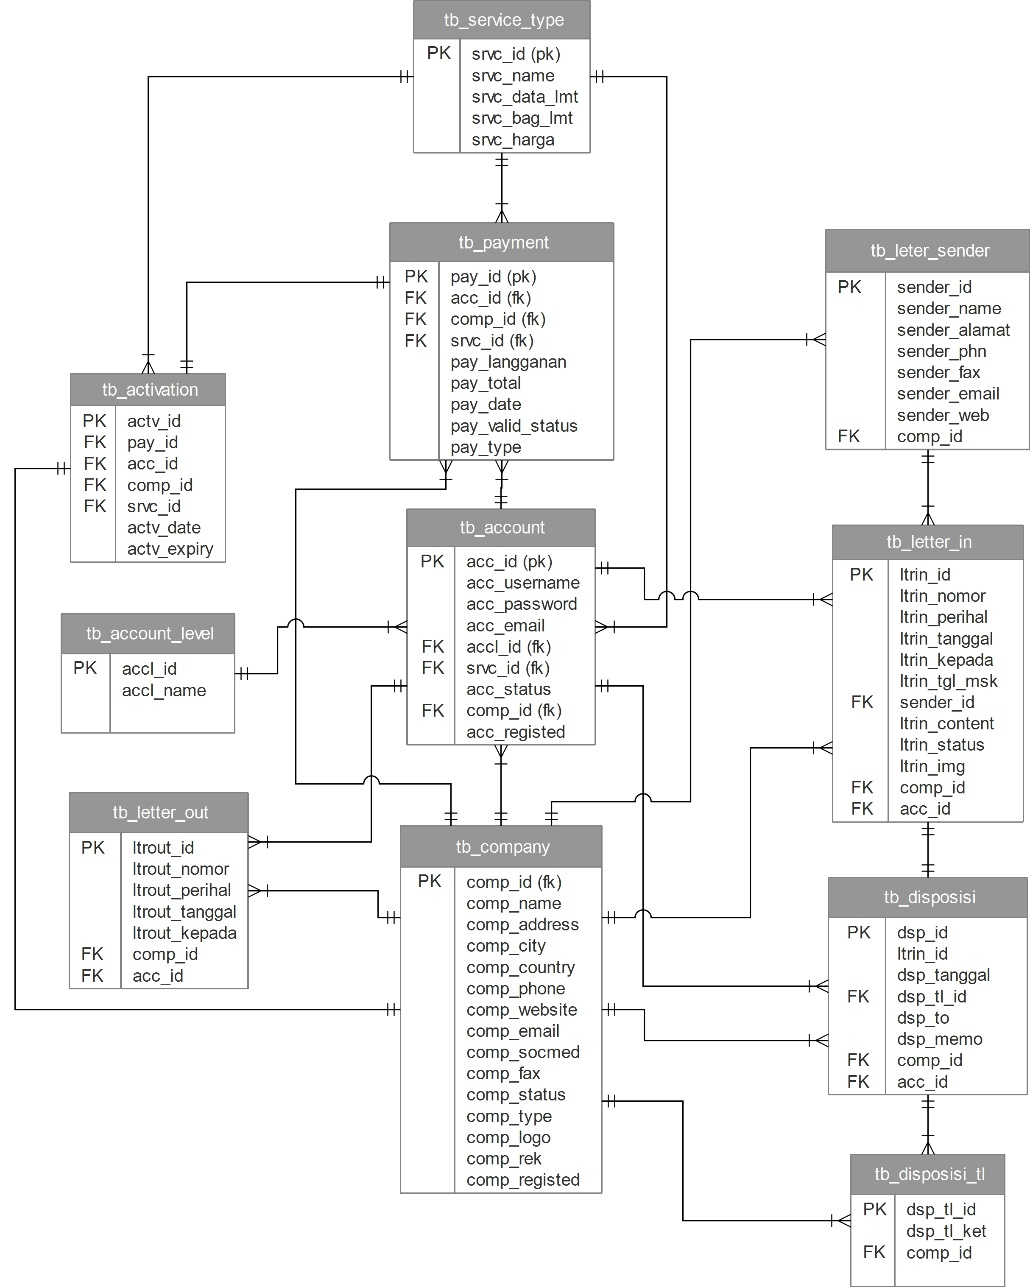 tb_service_type
PK srvc_id (pk)
srvc_name
srvc_data_lmt
srvc_bag_lmt
srvc_harga
tb_payment
PK pay_id (pk)
FK acc_id (fk)
FK comp_id (fk)
FK srvc_id (fk)
pay_langganan
pay_total
pay_date
pay_valid_status
pay_type
tb_leter_sender
PK sender_id
sender_name
sender_alamat
sender_phn
sender_fax
sender_email
sender_web
FK comp_id
tb_activation
PK actv_id
FK pay_id
FK acc_id
FK comp_id
FK srvc_id
actv_date
actv_expiry
tb_account
PK acc_id (pk)
acc_username
acc_password
acc_email
FK accl_id (fk)
FK srvc_id (fk)
acc_status
FK comp_id (fk)
acc_registed
tb_letter_in
PK ltrin_id
ltrin_nomor
ltrin_perihal
ltrin_tanggal
ltrin_kepada
ltrin_tgl_msk
FK sender_id
ltrin_content
ltrin_status
ltrin_img
FK comp_id
FK acc_id
tb_account_level
PK accl_id
accl_name
tb_letter_out
PK ltrout_id
ltrout_nomor
ltrout_perihal
ltrout_tanggal
ltrout_kepada
FK comp_id
FK acc_id
tb_company
PK comp_id (fk)
comp_name
comp_address
comp_city
comp_country
comp_phone
comp_website
comp_email
comp_socmed
comp_fax
comp_status
comp_type
comp_logo
comp_rek
comp_registed
tb_disposisi
PK dsp_id
ltrin_id
dsp_tanggal
FK dsp_tl_id
dsp_to
dsp_memo
FK comp_id
FK acc_id
tb_disposisi_tl
PK dsp_tl_id
dsp_tl_ket
FK comp_id